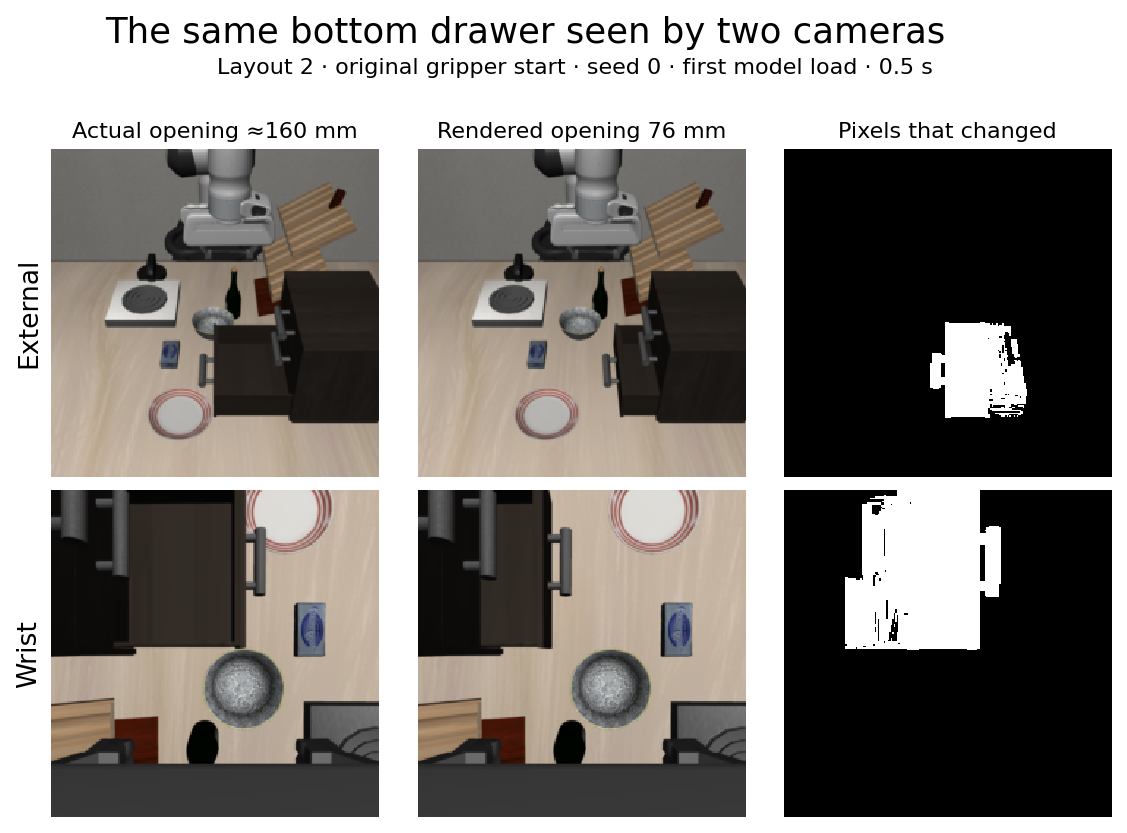 The same bottom drawer seen by two cameras
Layout 2 · original gripper start · seed 0 · first model load · 0.5 s
Actual opening ≈160 mm
Rendered opening 76 mm
Pixels that changed
External
Wrist